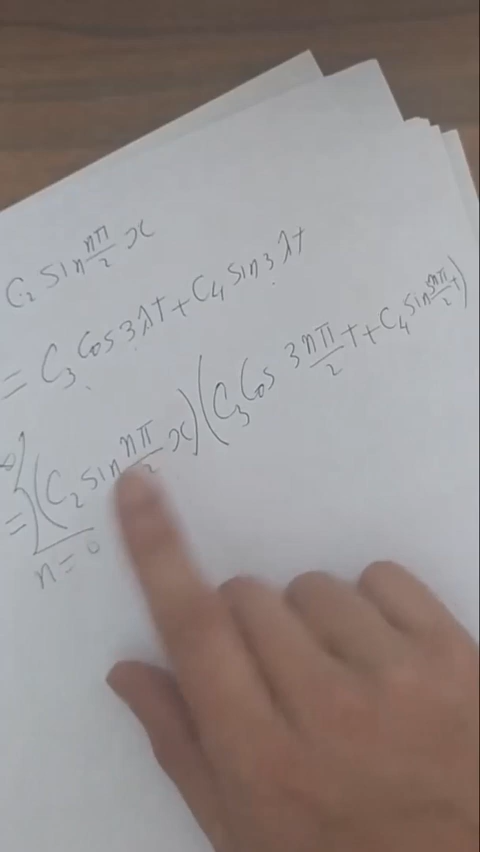 C₂ sin nπ/2 x
= C₃ Cos 3λt + C₄ sin 3λt
= ∑ (C₂ sin nπ/2 x)(C₃ Cos 3nπ/2 t + C₄ sin 3nπ/2 t)
n = 0